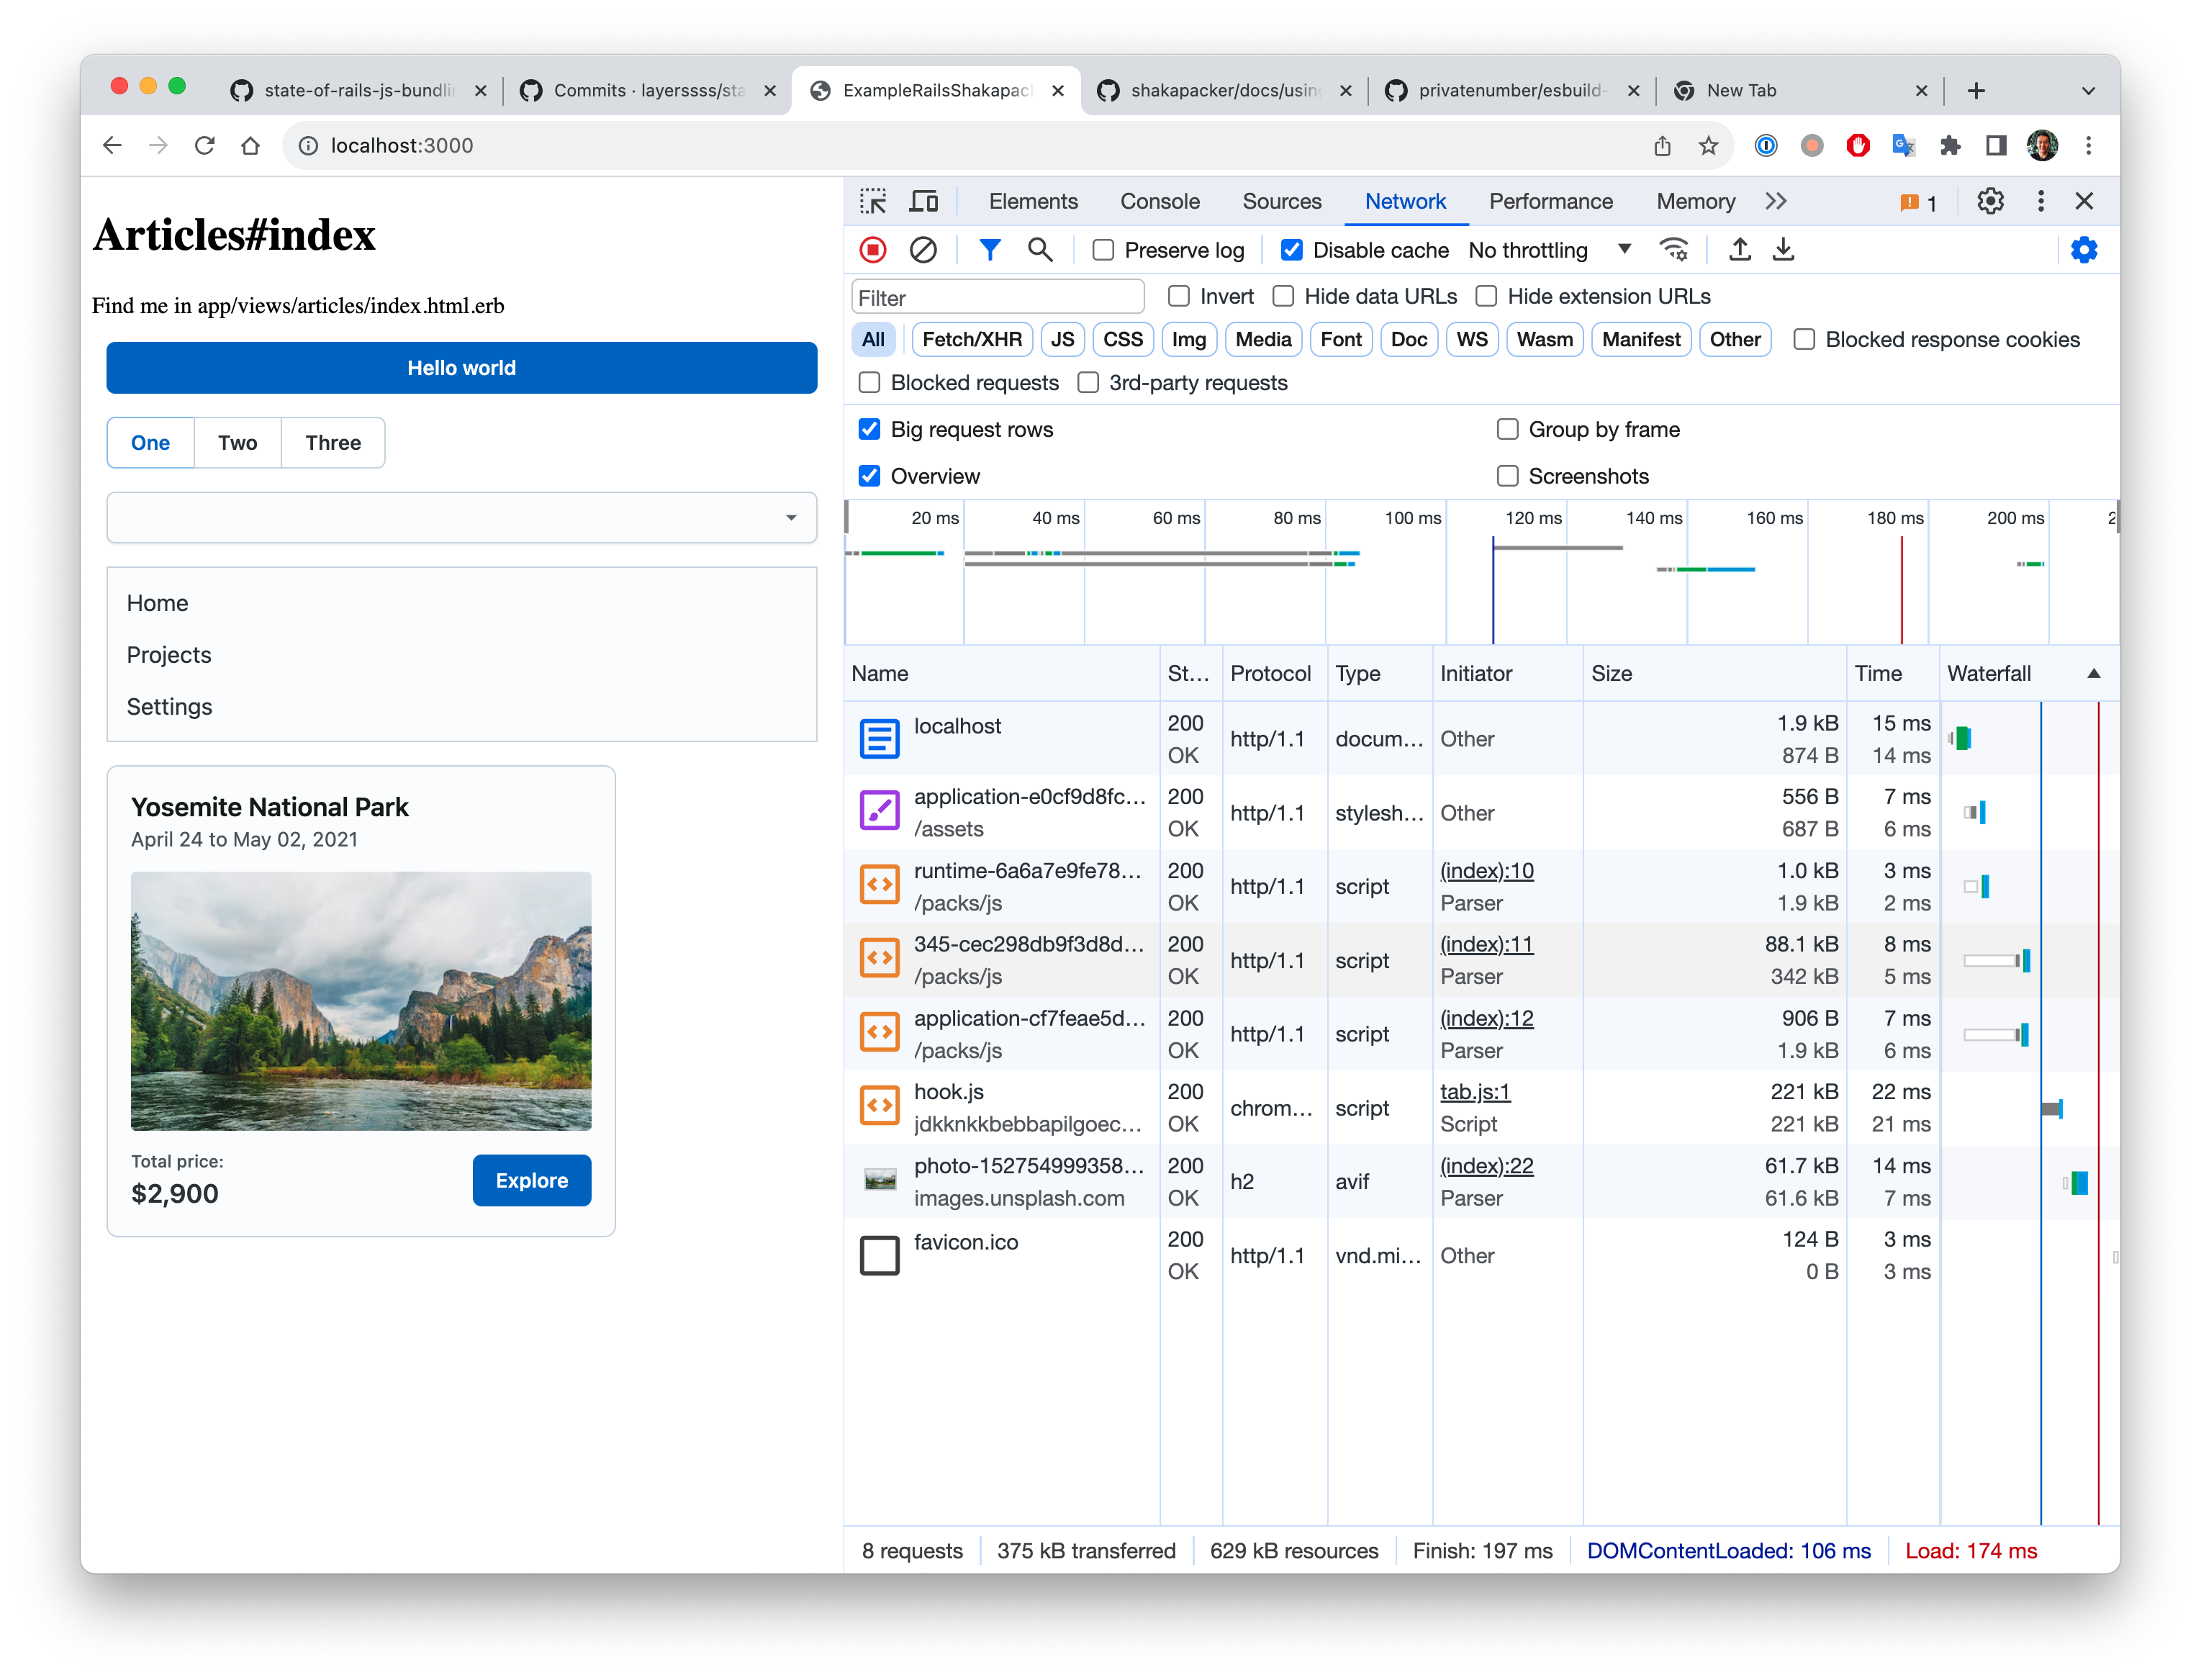 state-of-rails-js-bundli
Commits · layerssss/sta
ExampleRailsShakapac
shakapacker/docs/usin
privatenumber/esbuild-
New Tab
localhost:3000
Articles#index
Find me in app/views/articles/index.html.erb
Hello world
One Two Three
Home
Projects
Settings
Yosemite National Park
April 24 to May 02, 2021
Total price:
$2,900
Explore
Elements Console Sources Network Performance Memory 1
Preserve log Disable cache No throttling
Filter Invert Hide data URLs Hide extension URLs
All Fetch/XHR JS CSS Img Media Font Doc WS Wasm Manifest Other Blocked response cookies
Blocked requests 3rd-party requests
Big request rows Group by frame
Overview Screenshots
20 ms 40 ms 60 ms 80 ms 100 ms 120 ms 140 ms 160 ms 180 ms 200 ms 2
Name St... Protocol Type Initiator Size Time Waterfall
localhost 200 OK http/1.1 docum... Other 1.9 kB 874 B 15 ms 14 ms
application-e0cf9d8fc... /assets 200 OK http/1.1 stylesh... Other 556 B 687 B 7 ms 6 ms
runtime-6a6a7e9fe78... /packs/js 200 OK http/1.1 script (index):10 Parser 1.0 kB 1.9 kB 3 ms 2 ms
345-cec298db9f3d8d... /packs/js 200 OK http/1.1 script (index):11 Parser 88.1 kB 342 kB 8 ms 5 ms
application-cf7feae5d... /packs/js 200 OK http/1.1 script (index):12 Parser 906 B 1.9 kB 7 ms 6 ms
hook.js jdkknkkbebbapilgoec... 200 OK chrom... script tab.js:1 Script 221 kB 221 kB 22 ms 21 ms
photo-152754999358... images.unsplash.com 200 OK h2 avif (index):22 Parser 61.7 kB 61.6 kB 14 ms 7 ms
favicon.ico 200 OK http/1.1 vnd.mi... Other 124 B 0 B 3 ms 3 ms
8 requests 375 kB transferred 629 kB resources Finish: 197 ms DOMContentLoaded: 106 ms Load: 174 ms